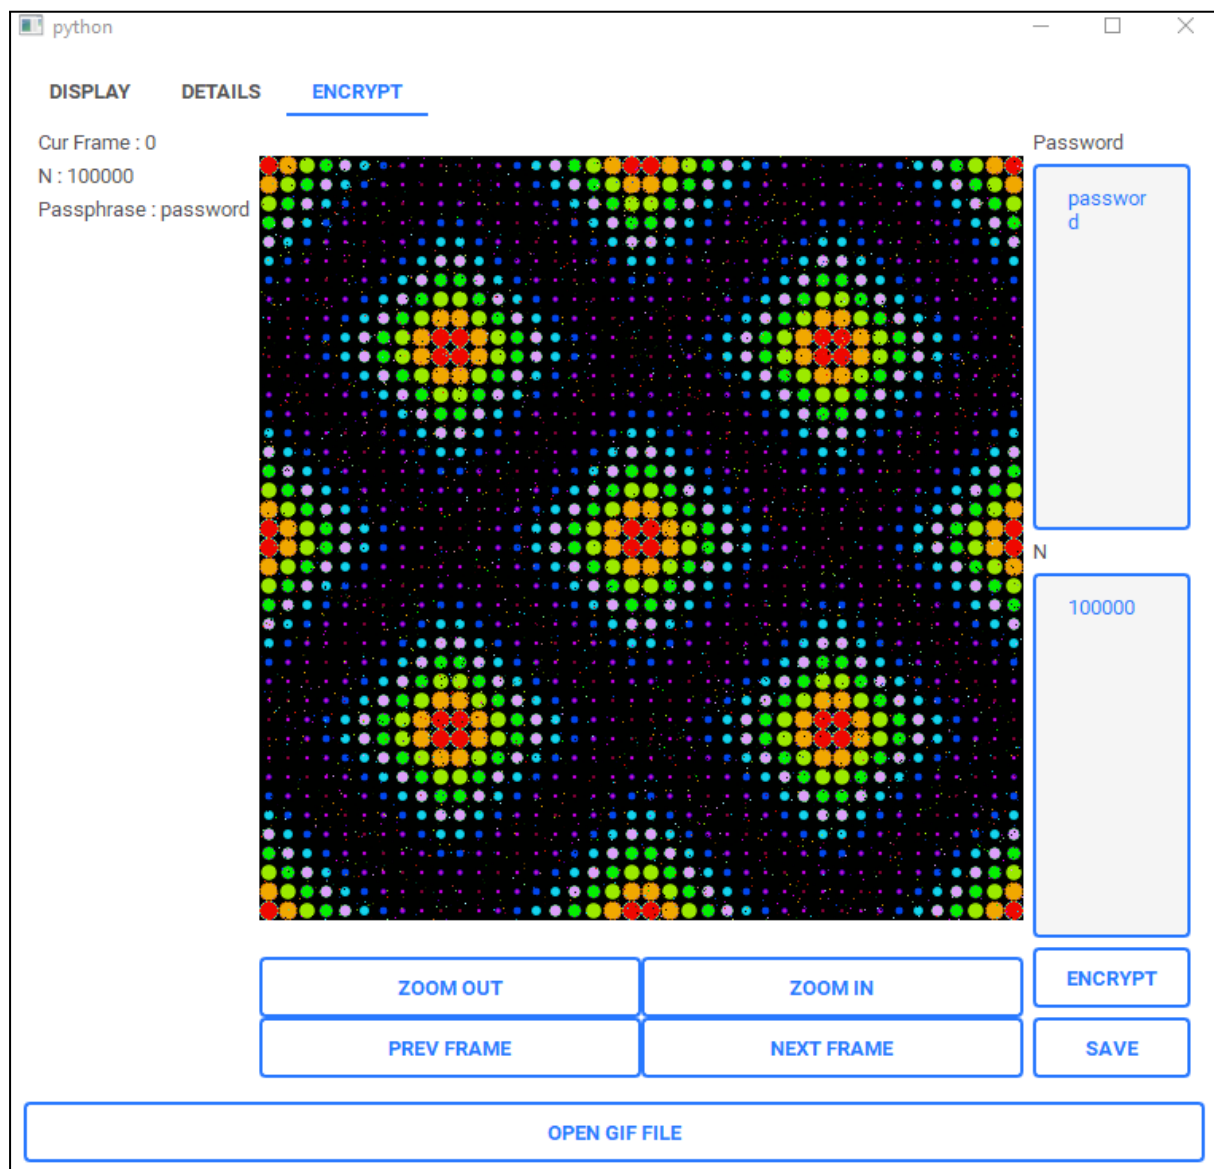 python
DISPLAY DETAILS ENCRYPT
Cur Frame : 0
N : 100000
Passphrase : password
Password
passwor
d
N
100000
ZOOM OUT ZOOM IN
ENCRYPT
PREV FRAME NEXT FRAME
SAVE
OPEN GIF FILE